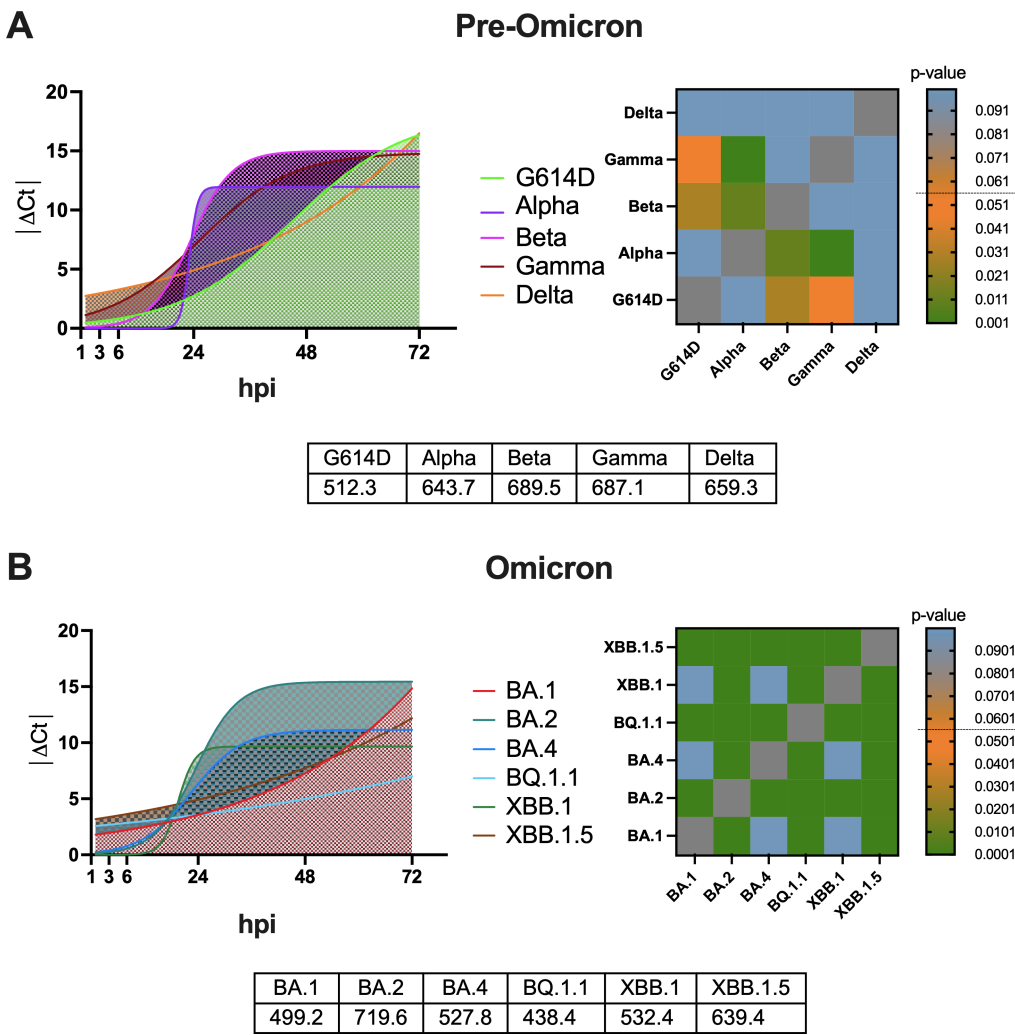 A
Pre-Omicron
|ΔCt|
20
15
10
5
0
1 3 6 24 48 72
hpi
G614D
Alpha
Beta
Gamma
Delta
Delta
Gamma
Beta
Alpha
G614D
G614D Alpha Beta Gamma Delta
p-value
0.091
0.081
0.071
0.061
0.051
0.041
0.031
0.021
0.011
0.001
G614D Alpha Beta Gamma Delta
512.3 643.7 689.5 687.1 659.3
B
Omicron
|ΔCt|
20
15
10
5
0
1 3 6 24 48 72
hpi
BA.1
BA.2
BA.4
BQ.1.1
XBB.1
XBB.1.5
XBB.1.5
XBB.1
BQ.1.1
BA.4
BA.2
BA.1
BA.1 BA.2 BA.4 BQ.1.1 XBB.1 XBB.1.5
p-value
0.0901
0.0801
0.0701
0.0601
0.0501
0.0401
0.0301
0.0201
0.0101
0.0001
BA.1 BA.2 BA.4 BQ.1.1 XBB.1 XBB.1.5
499.2 719.6 527.8 438.4 532.4 639.4